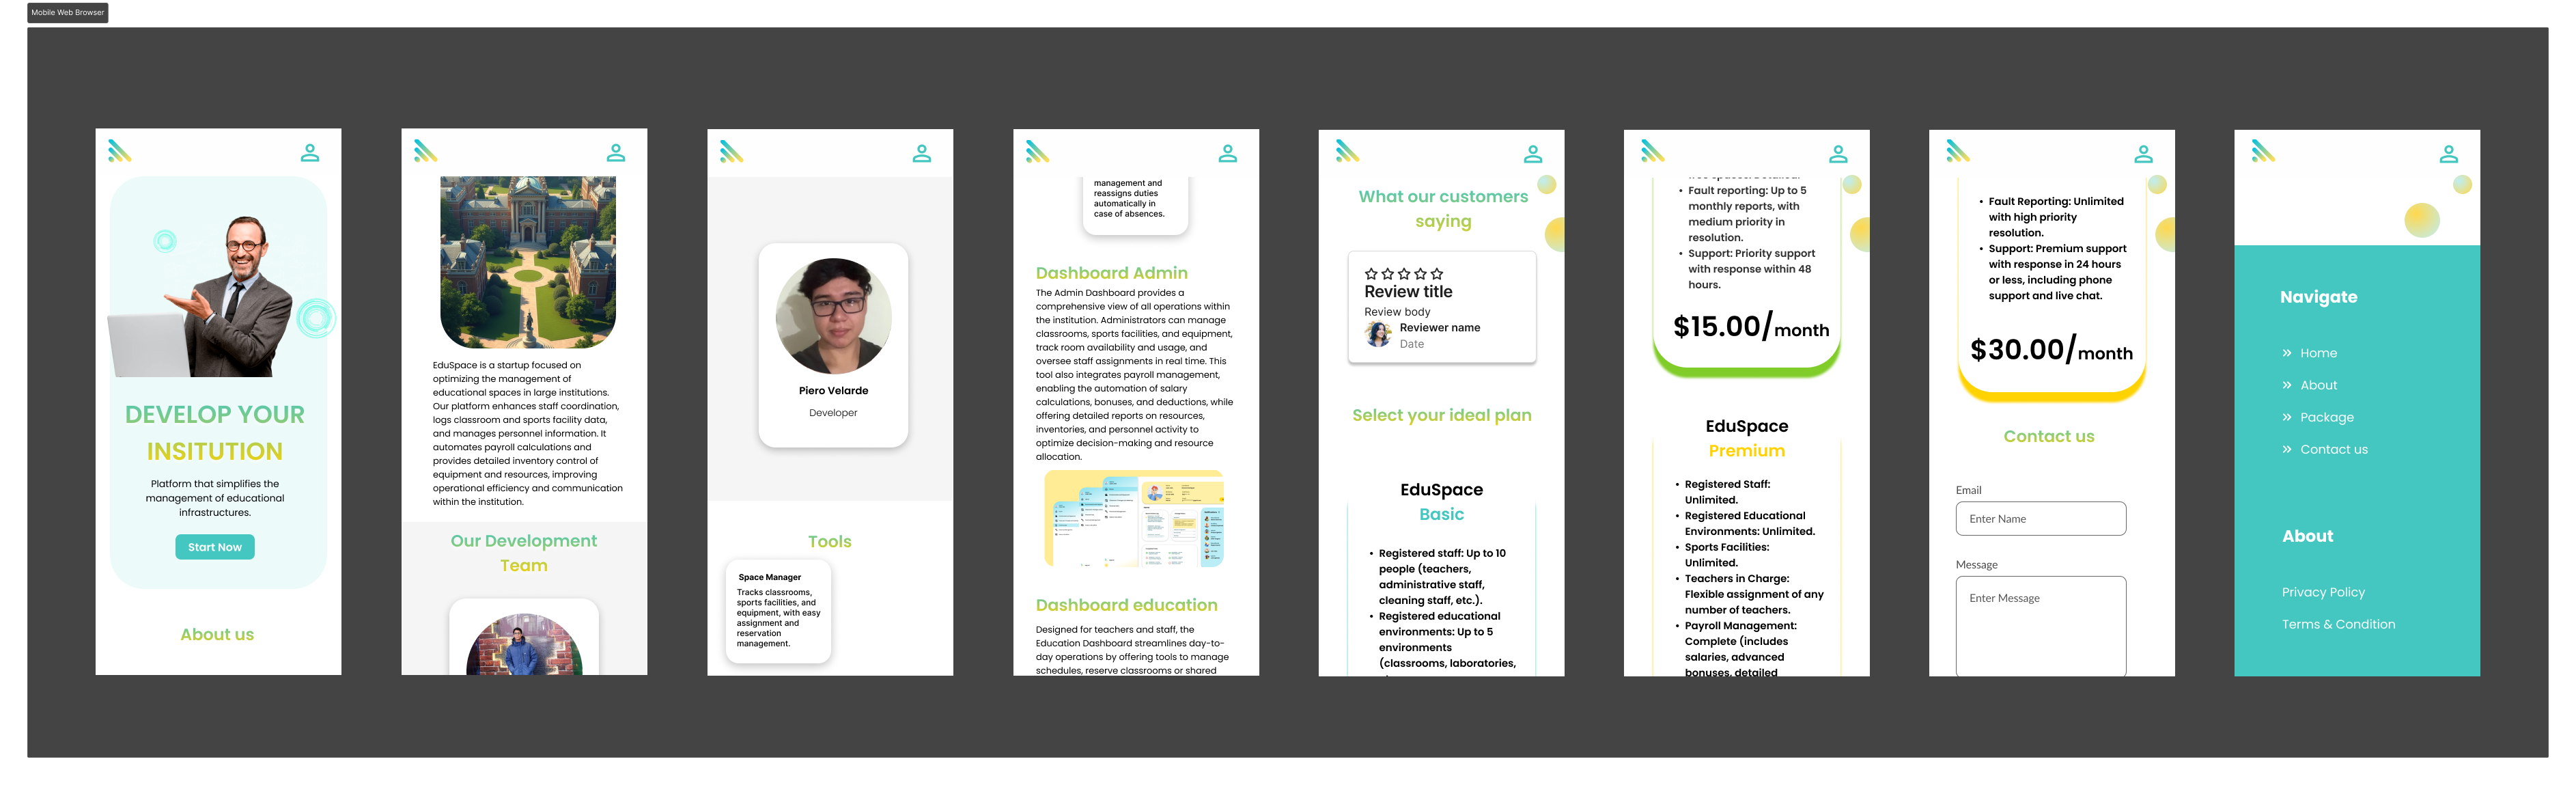 Mobile Web Browser
DEVELOP YOUR
INSITUTION
Platform that simplifies the
management of educational
infrastructures.
Start Now
About us
EduSpace is a startup focused on
optimizing the management of
educational spaces in large institutions.
Our platform enhances staff coordination,
logs classroom and sports facility data,
and manages personnel information. It
automates payroll calculations and
provides detailed inventory control of
equipment and resources, improving
operational efficiency and communication
within the institution.
Our Development
Team
Piero Velarde
Developer
Tools
Space Manager
Tracks classrooms,
sports facilities, and
equipment, with easy
assignment and
reservation
management.
management and
reassigns duties
automatically in
case of absences.
Dashboard Admin
The Admin Dashboard provides a
comprehensive view of all operations within
the institution. Administrators can manage
classrooms, sports facilities, and equipment,
track room availability and usage, and
oversee staff assignments in real time. This
tool also integrates payroll management,
enabling the automation of salary
calculations, bonuses, and deductions, while
offering detailed reports on resources,
inventories, and personnel activity to
optimize decision-making and resource
allocation.
Dashboard education
Designed for teachers and staff, the
Education Dashboard streamlines day-to-
day operations by offering tools to manage
schedules, reserve classrooms or shared
What our customers
saying
Review title
Review body
Reviewer name
Date
Select your ideal plan
EduSpace
Basic
• Registered staff: Up to 10
people (teachers,
administrative staff,
cleaning staff, etc.).
• Registered educational
environments: Up to 5
environments
(classrooms, laboratories,
• Fault reporting: Up to 5
monthly reports, with
medium priority in
resolution.
• Support: Priority support
with response within 48
hours.
$15.00/month
EduSpace
Premium
• Registered Staff:
Unlimited.
• Registered Educational
Environments: Unlimited.
• Sports Facilities:
Unlimited.
• Teachers in Charge:
Flexible assignment of any
number of teachers.
• Payroll Management:
Complete (includes
salaries, advanced
bonuses, detailed
• Fault Reporting: Unlimited
with high priority
resolution.
• Support: Premium support
with response in 24 hours
or less, including phone
support and live chat.
$30.00/month
Contact us
Email
Enter Name
Message
Enter Message
Navigate
» Home
» About
» Package
» Contact us
About
Privacy Policy
Terms & Condition